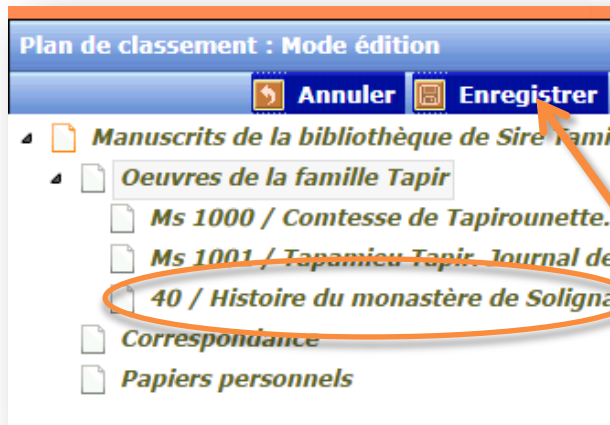 Plan de classement : Mode édition
Annuler Enregistrer
Manuscrits de la bibliothèque de Sire
Oeuvres de la famille Tapir
Ms 1000 / Comtesse de Tapirounette.
Ms 1001 / Tapamieu Tapir. Journal de
40 / Histoire du monastère de Soligna
Correspondance
Papiers personnels